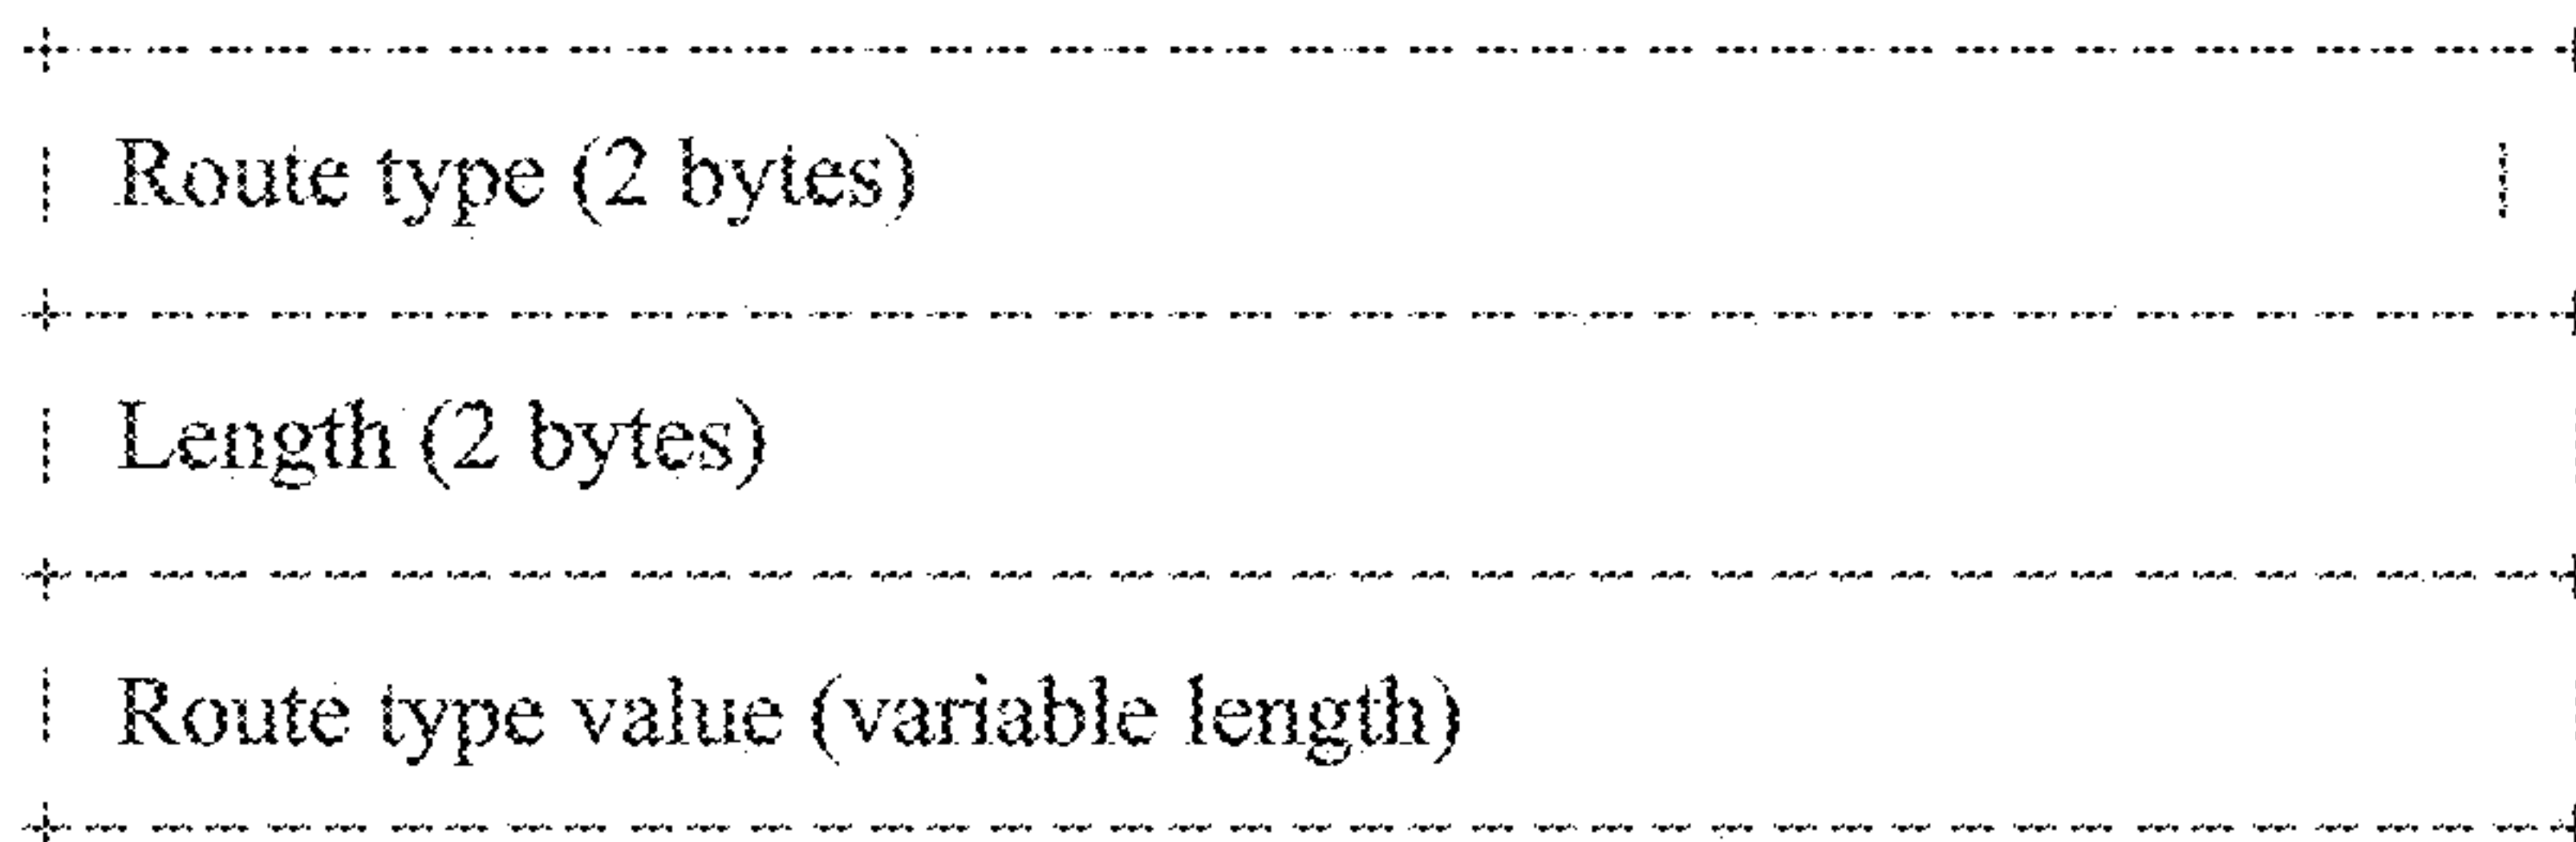 Route type (2 bytes)
Length (2 bytes)
Route type value (variable length)